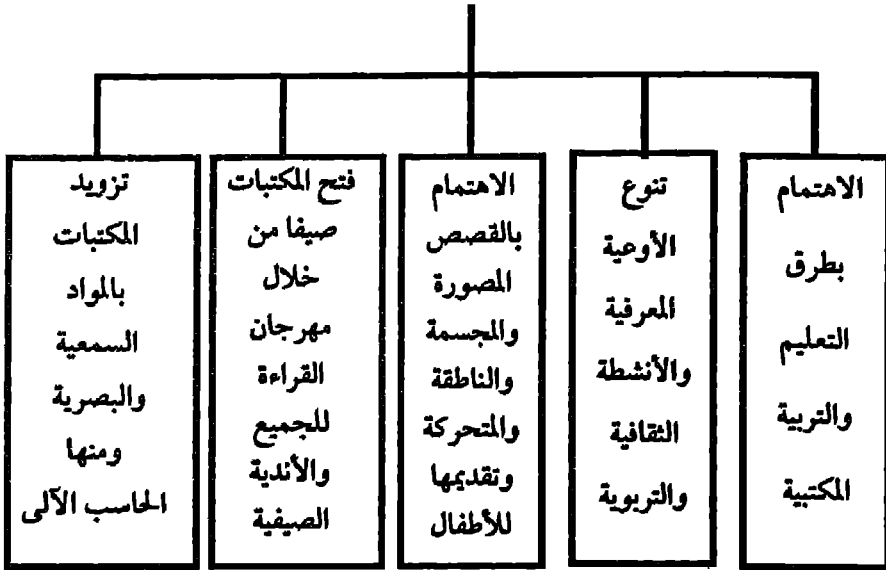 الاهتمام
بطرق
التعليم
والتربية
المكتبية
تنوع
الأوعية
المعرفية
والأنشطة
الثقافية
والتربوية
الاهتمام
بالقصص
المصورة
والمجسمة
والناطقة
والمتحركة
وتقديمها
للأطفال
فتح المكتبات
صيفا من
خلال
مهرجان
القراءة
للجميع
والأندية
الصيفية
تزويد
المكتبات
بالمواد
السمعية
والبصرية
ومنها
الحاسب الآلى